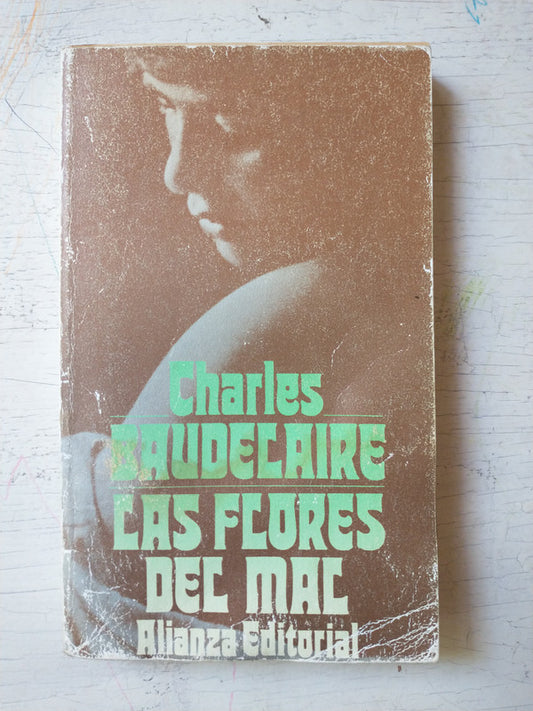 Charles
BAUDELAIRE
LAS FLORES
DEL MAL
Alianza Editorial